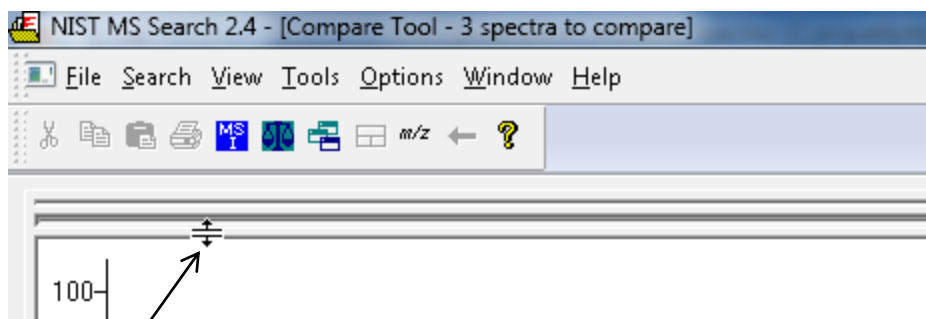 NIST MS Search 2.4 - [Compare Tool - 3 spectra to compare]
File Search View Tools Options Window Help
MS I m/z ?
100